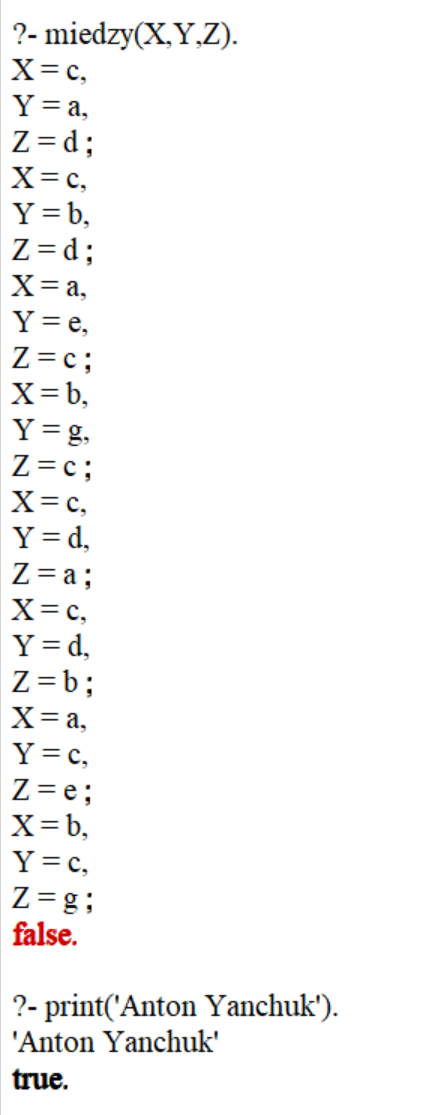 ?- miedzy(X,Y,Z).
X = c,
Y = a,
Z = d ;
X = c,
Y = b,
Z = d ;
X = a,
Y = e,
Z = c ;
X = b,
Y = g,
Z = c ;
X = c,
Y = d,
Z = a ;
X = c,
Y = d,
Z = b ;
X = a,
Y = c,
Z = e ;
X = b,
Y = c,
Z = g ;
false.
?- print('Anton Yanchuk').
'Anton Yanchuk'
true.